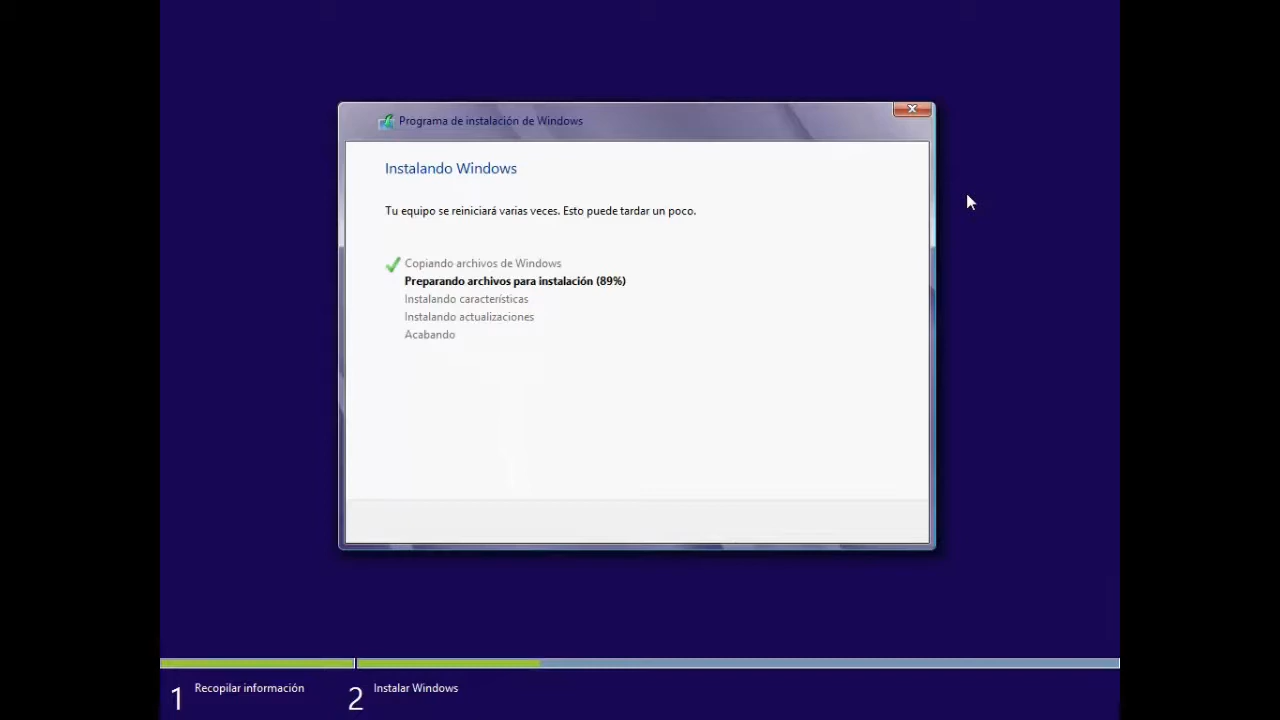 Programa de instalación de Windows
Instalando Windows
Tu equipo se reiniciará varias veces. Esto puede tardar un poco.
Copiando archivos de Windows
Preparando archivos para instalación (89%)
Instalando características
Instalando actualizaciones
Acabando
1 Recopilar información
2 Instalar Windows